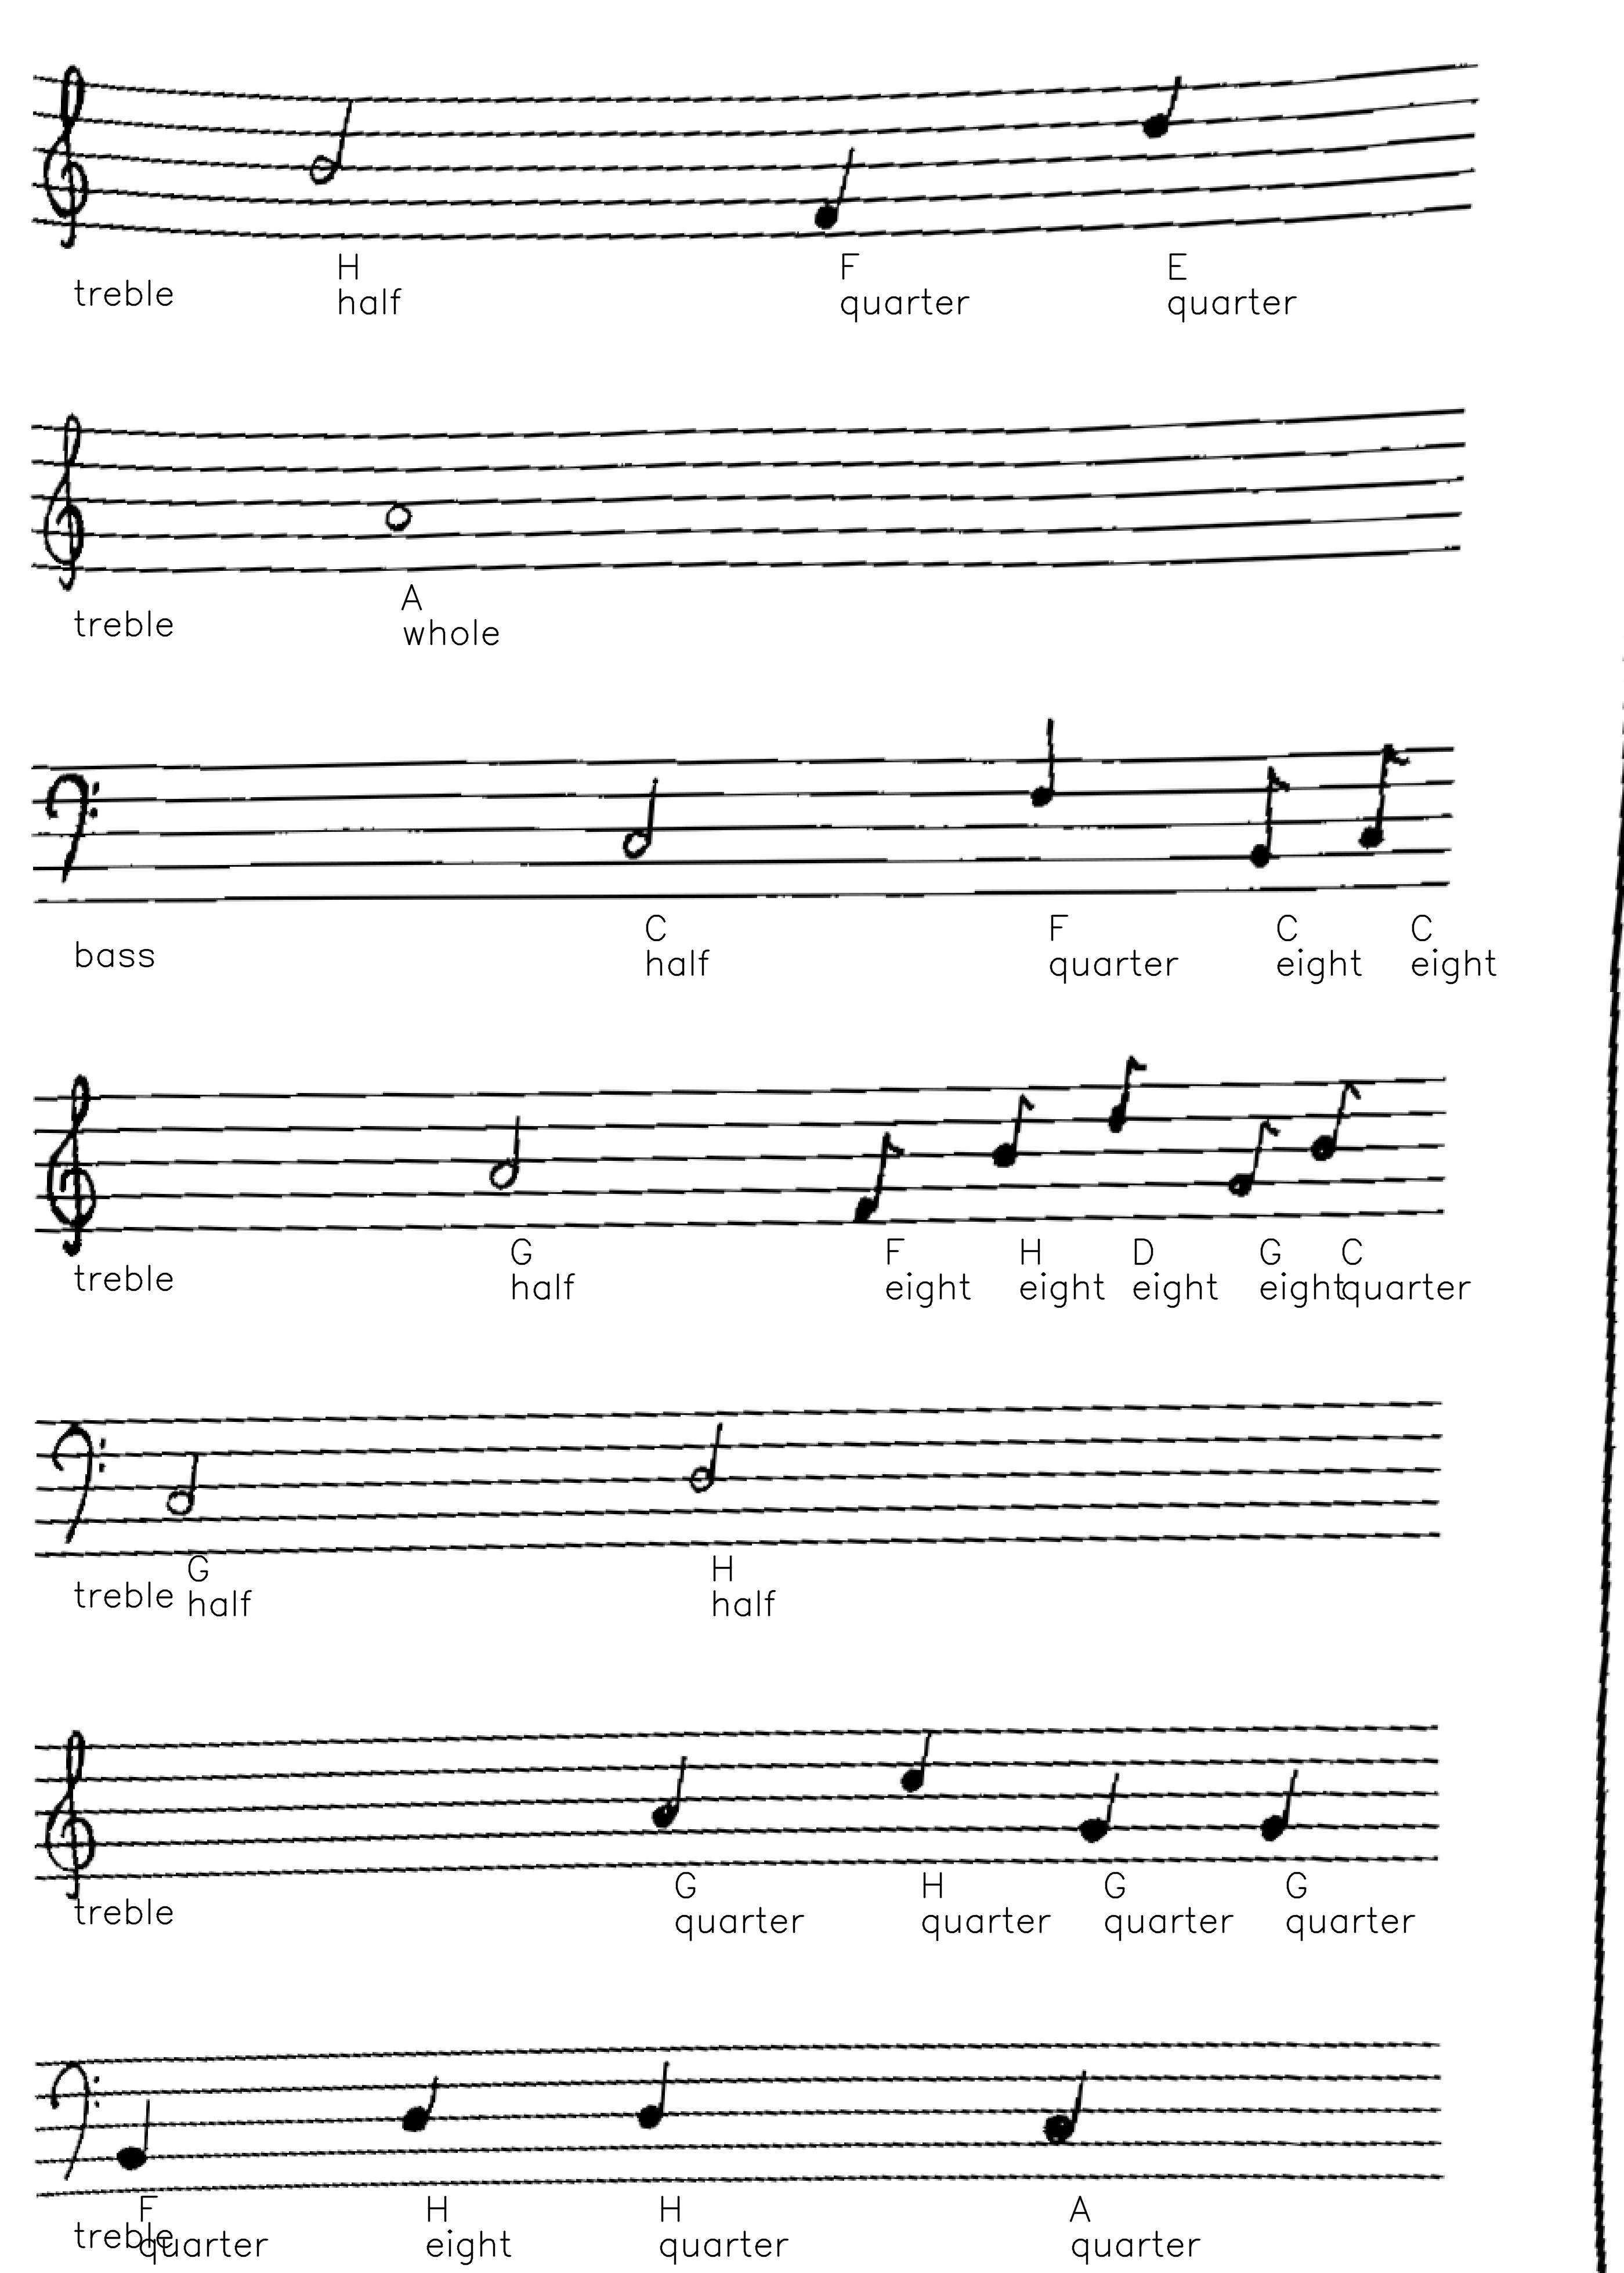 H F E
treble half quarter quarter
A
treble whole
C F C C
bass half quarter eight eight
G F H D G C
treble half eight eight eight eight quarter
G H
treble half half
G H G G
treble quarter quarter quarter quarter
F H H A
treble quarter eight quarter quarter